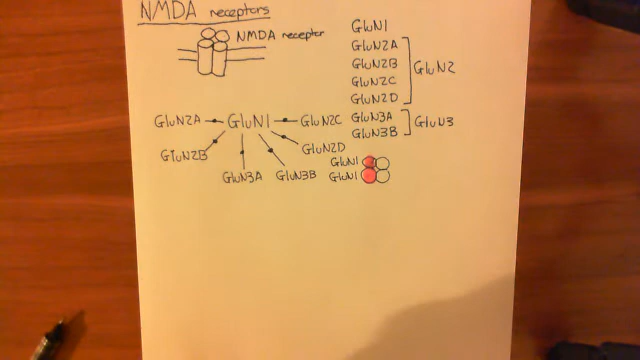 NMDA receptors
NMDA receptor
GluN1
GluN2A
GluN2B
GluN2C
GluN2D
GluN2
GluN3A
GluN3B
GluN3
GluN2A
GluN1
GluN2C
GluN2B
GluN2D
GluN3A
GluN3B
GluN1
GluN1